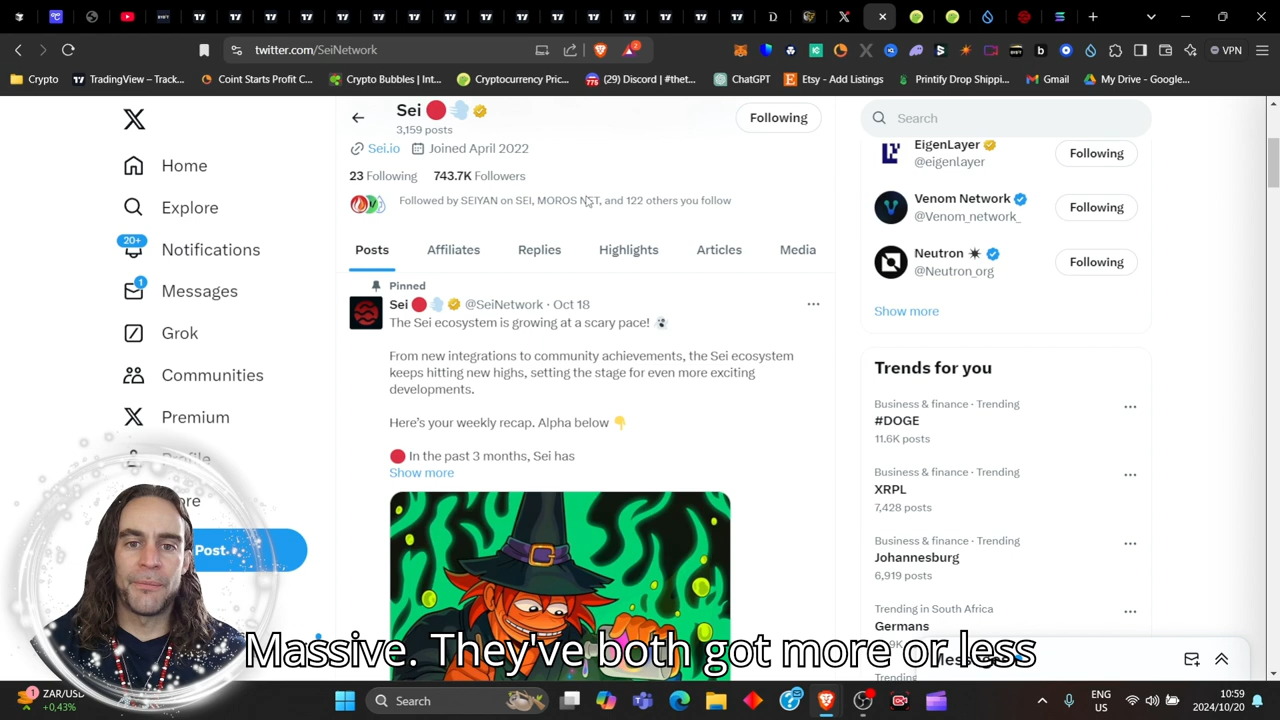 twitter.com/SeiNetwork
2
VPN
Crypto
TradingView – Track...
Coint Starts Profit C...
Crypto Bubbles | Int...
Cryptocurrency Pric...
(29) Discord | #thet...
ChatGPT
Etsy - Add Listings
Printify Drop Shippi...
Gmail
My Drive - Google...
Sei
3,159 posts
Following
Search
Sei.io
Joined April 2022
23 Following 743.7K Followers
Followed by SEIYAN on SEI, MOROS NST, and 122 others you follow
Home
Explore
20+
Notifications
1
Messages
Grok
Communities
Premium
Profile
Post
Posts
Affiliates
Replies
Highlights
Articles
Media
Pinned
Sei @SeiNetwork · Oct 18
The Sei ecosystem is growing at a scary pace!
From new integrations to community achievements, the Sei ecosystem
keeps hitting new highs, setting the stage for even more exciting
developments.
Here's your weekly recap. Alpha below
In the past 3 months, Sei has
Show more
EigenLayer
@eigenlayer
Following
Venom Network
@Venom_network_
Following
Neutron
@Neutron_org
Following
Show more
Trends for you
Business & finance · Trending
#DOGE
11.6K posts
Business & finance · Trending
XRPL
7,428 posts
Business & finance · Trending
Johannesburg
6,919 posts
Trending in South Africa
Germans
Trending
Massive. They've both got more or less
ZAR/USD
+0,43%
Search
ENG
US
10:59
2024/10/20